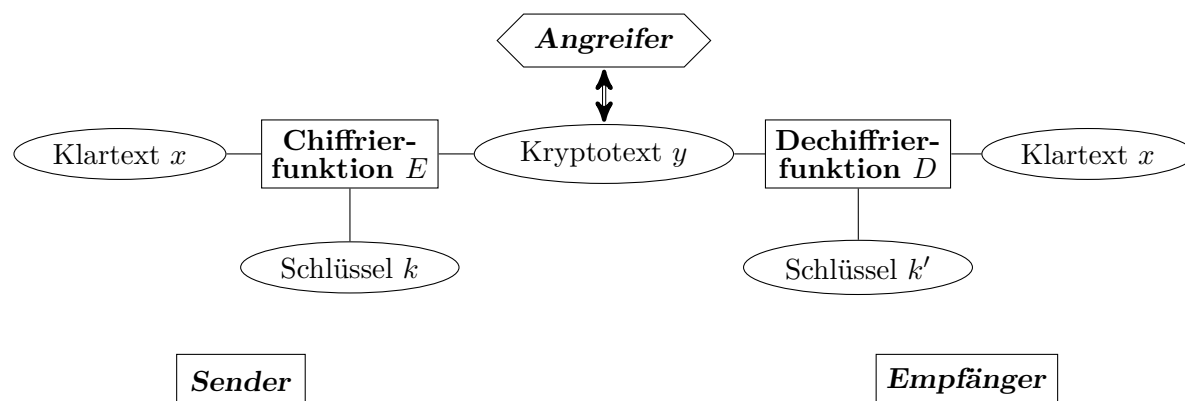 Angreifer
Klartext x
Chiffrier-
funktion E
Kryptotext y
Dechiffrier-
funktion D
Klartext x
Schlüssel k
Schlüssel k′
Sender
Empfänger